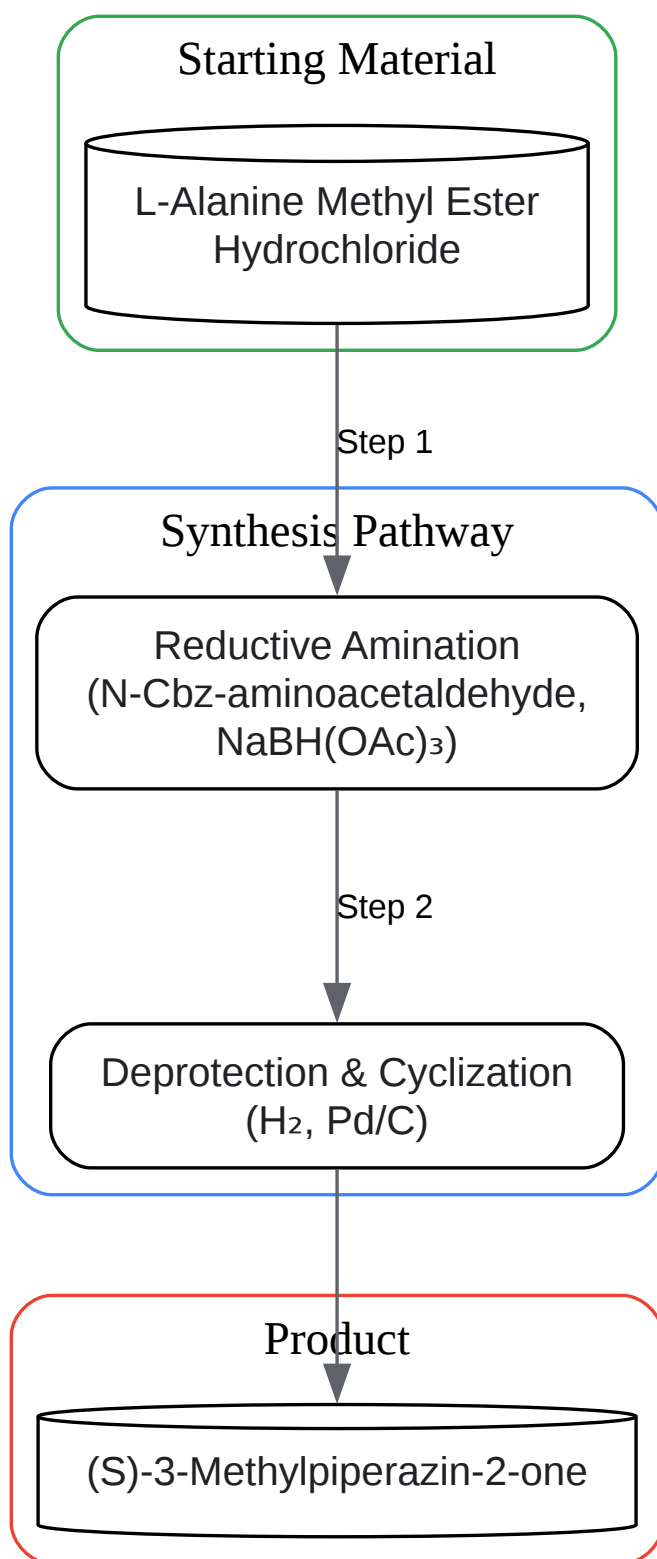 Starting Material
L-Alanine Methyl Ester
Hydrochloride
Step 1
Synthesis Pathway
Reductive Amination
(N-Cbz-aminoacetaldehyde,
NaBH(OAc)₃)
Step 2
Deprotection & Cyclization
(H₂, Pd/C)
Product
(S)-3-Methylpiperazin-2-one